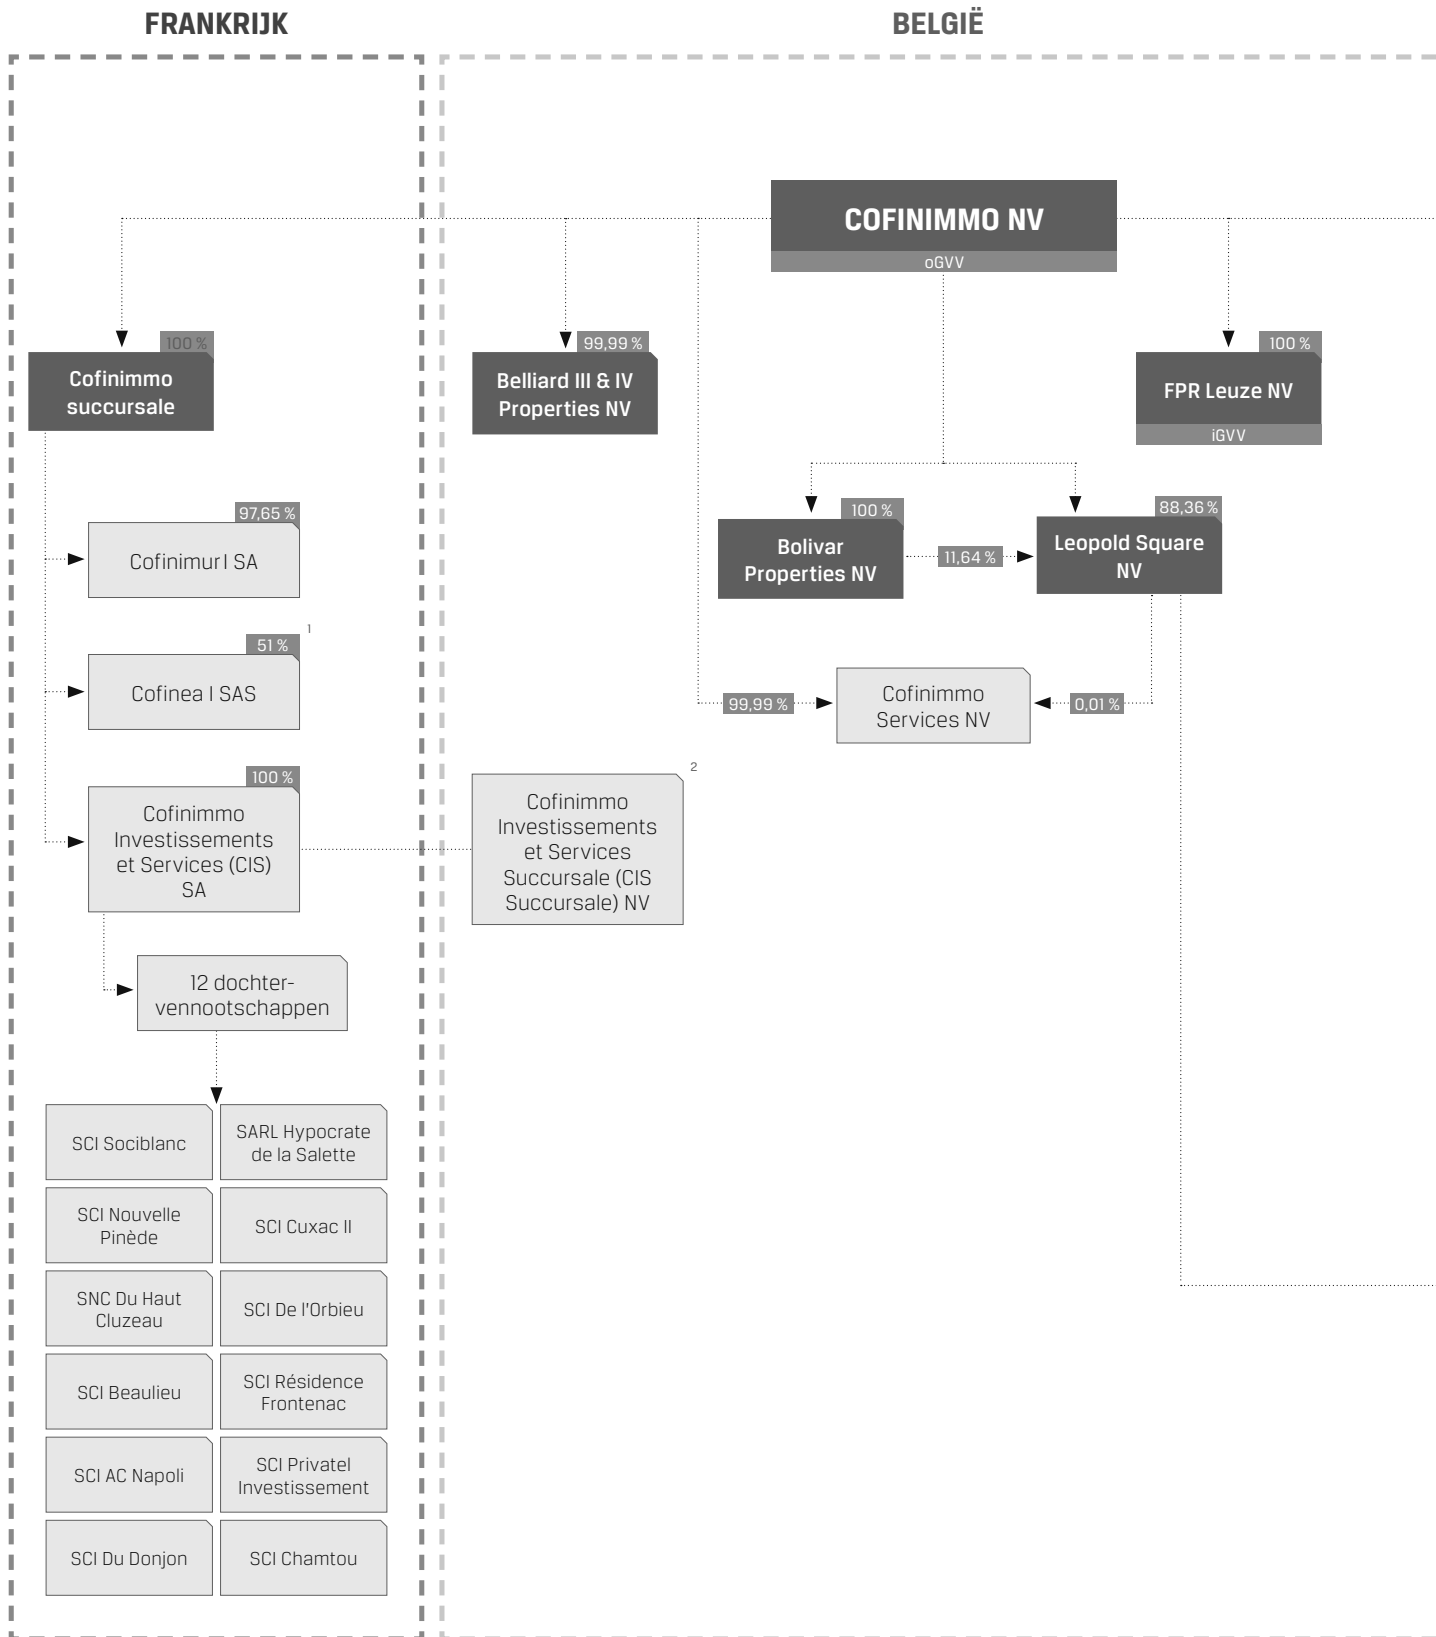 FRANKRIJK
BELGIË
COFINIMMO NV
oGVV
100 %
Cofinimmo
succursale
99,99 %
Belliard III & IV
Properties NV
100 %
FPR Leuze NV
iGVV
97,65 %
Cofinimur I SA
100 %
Bolivar
Properties NV
11,64 %
88,36 %
Leopold Square
NV
1
51 %
Cofinea I SAS
99,99 %
Cofinimmo
Services NV
0,01 %
100 %
Cofinimmo
Investissements
et Services (CIS)
SA
2
Cofinimmo
Investissements
et Services
Succursale (CIS
Succursale) NV
12 dochter-
vennootschappen
SCI Sociblanc
SARL Hypocrate
de la Salette
SCI Nouvelle
Pinède
SCI Cuxac II
SNC Du Haut
Cluzeau
SCI De l'Orbieu
SCI Beaulieu
SCI Résidence
Frontenac
SCI AC Napoli
SCI Privatel
Investissement
SCI Du Donjon
SCI Chamtou